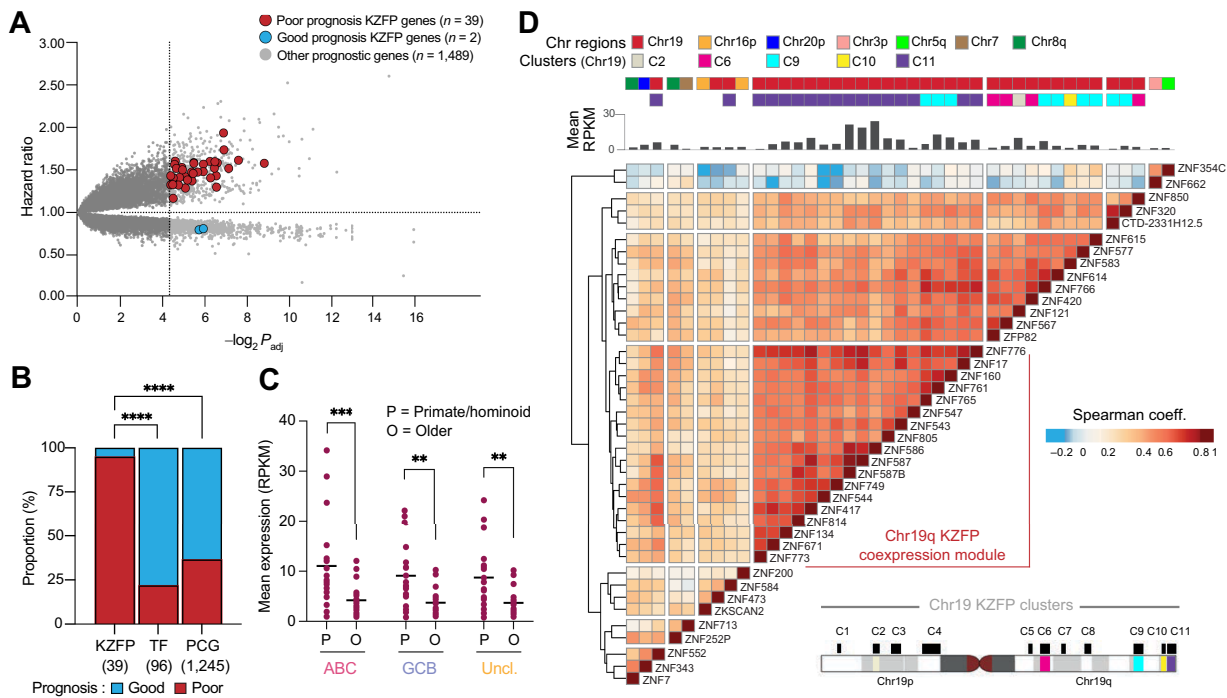 A
Poor prognosis KZFP genes (n = 39)
Good prognosis KZFP genes (n = 2)
Other prognostic genes (n = 1,489)
Hazard ratio
3.00
2.00
1.50
1.00
0.50
0.00
0 2 4 6 8 10 12 14 16
–log2 Padj
B
****
****
Proportion (%)
100
75
50
25
0
KZFP TF PCG
(39) (96) (1,245)
Prognosis : Good Poor
C
P = Primate/hominoid
O = Older
*** ** **
Mean expression (RPKM)
40
30
20
10
0
P O P O P O
ABC GCB Uncl.
D
Chr regions Chr19 Chr16p Chr20p Chr3p Chr5q Chr7 Chr8q
Clusters (Chr19) C2 C6 C9 C10 C11
Mean RPKM
30
0
ZNF354C
ZNF662
ZNF850
ZNF320
CTD-2331H12.5
ZNF615
ZNF577
ZNF583
ZNF614
ZNF766
ZNF420
ZNF121
ZNF567
ZFP82
ZNF776
ZNF17
ZNF160
ZNF761
ZNF765
ZNF547
ZNF543
ZNF805
ZNF586
ZNF587
ZNF587B
ZNF749
ZNF544
ZNF417
ZNF814
ZNF134
ZNF671
ZNF773
ZNF200
ZNF584
ZNF473
ZKSCAN2
ZNF713
ZNF252P
ZNF552
ZNF343
ZNF7
Chr19q KZFP
coexpression module
Spearman coeff.
–0.2 0 0.2 0.4 0.6 0.8 1
Chr19 KZFP clusters
C1 C2 C3 C4 C5 C6 C7 C8 C9 C10 C11
Chr19p Chr19q